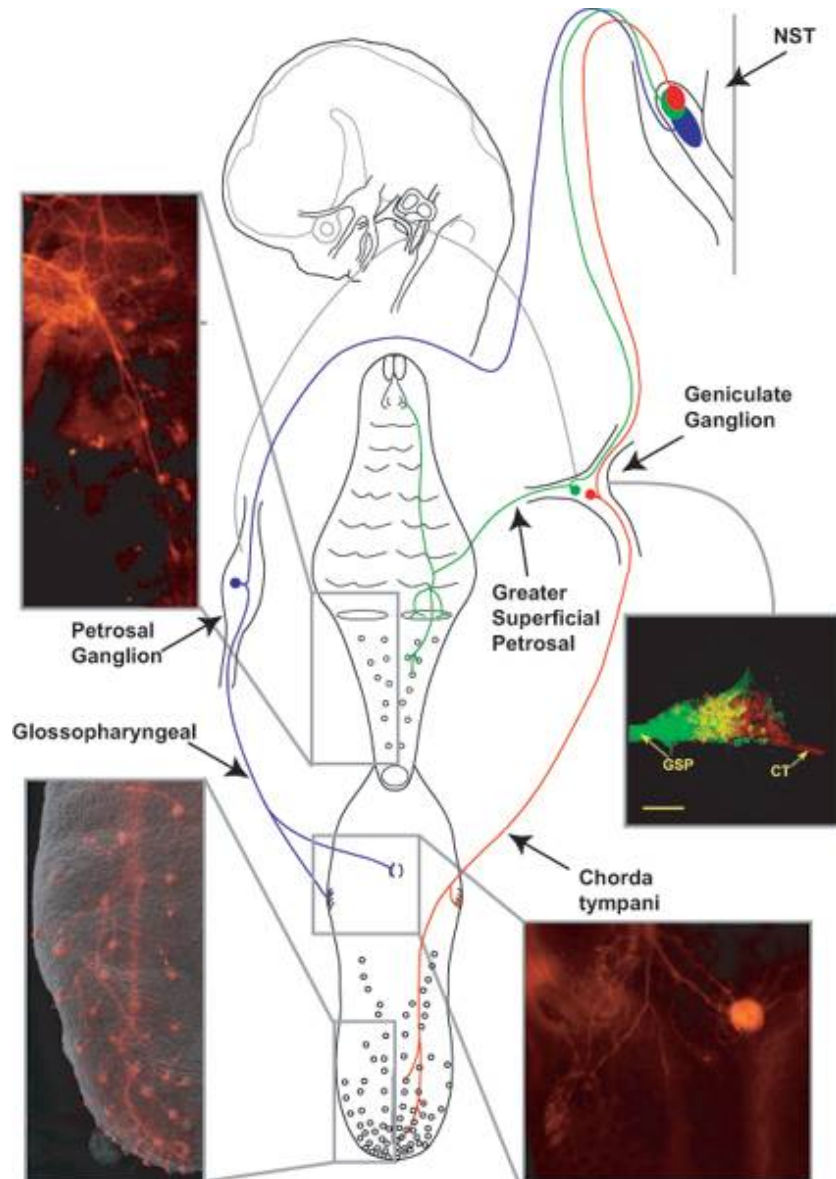 NST
Geniculate
Ganglion
Greater
Superficial
Petrosal
Petrosal
Ganglion
Glossopharyngeal
GSP
CT
Chorda
tympani